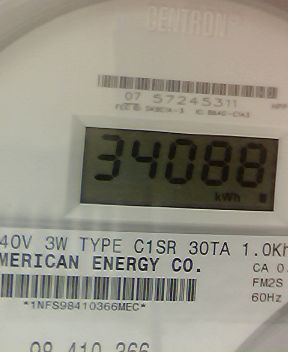 CENTRON®
07 57245311
34088
kWh
40V 3W TYPE C1SR 30TA 1.0Kh
MERICAN ENERGY CO.
CA 0.
FM2S
60Hz
*1NFS98410366MEC*
98 410 366